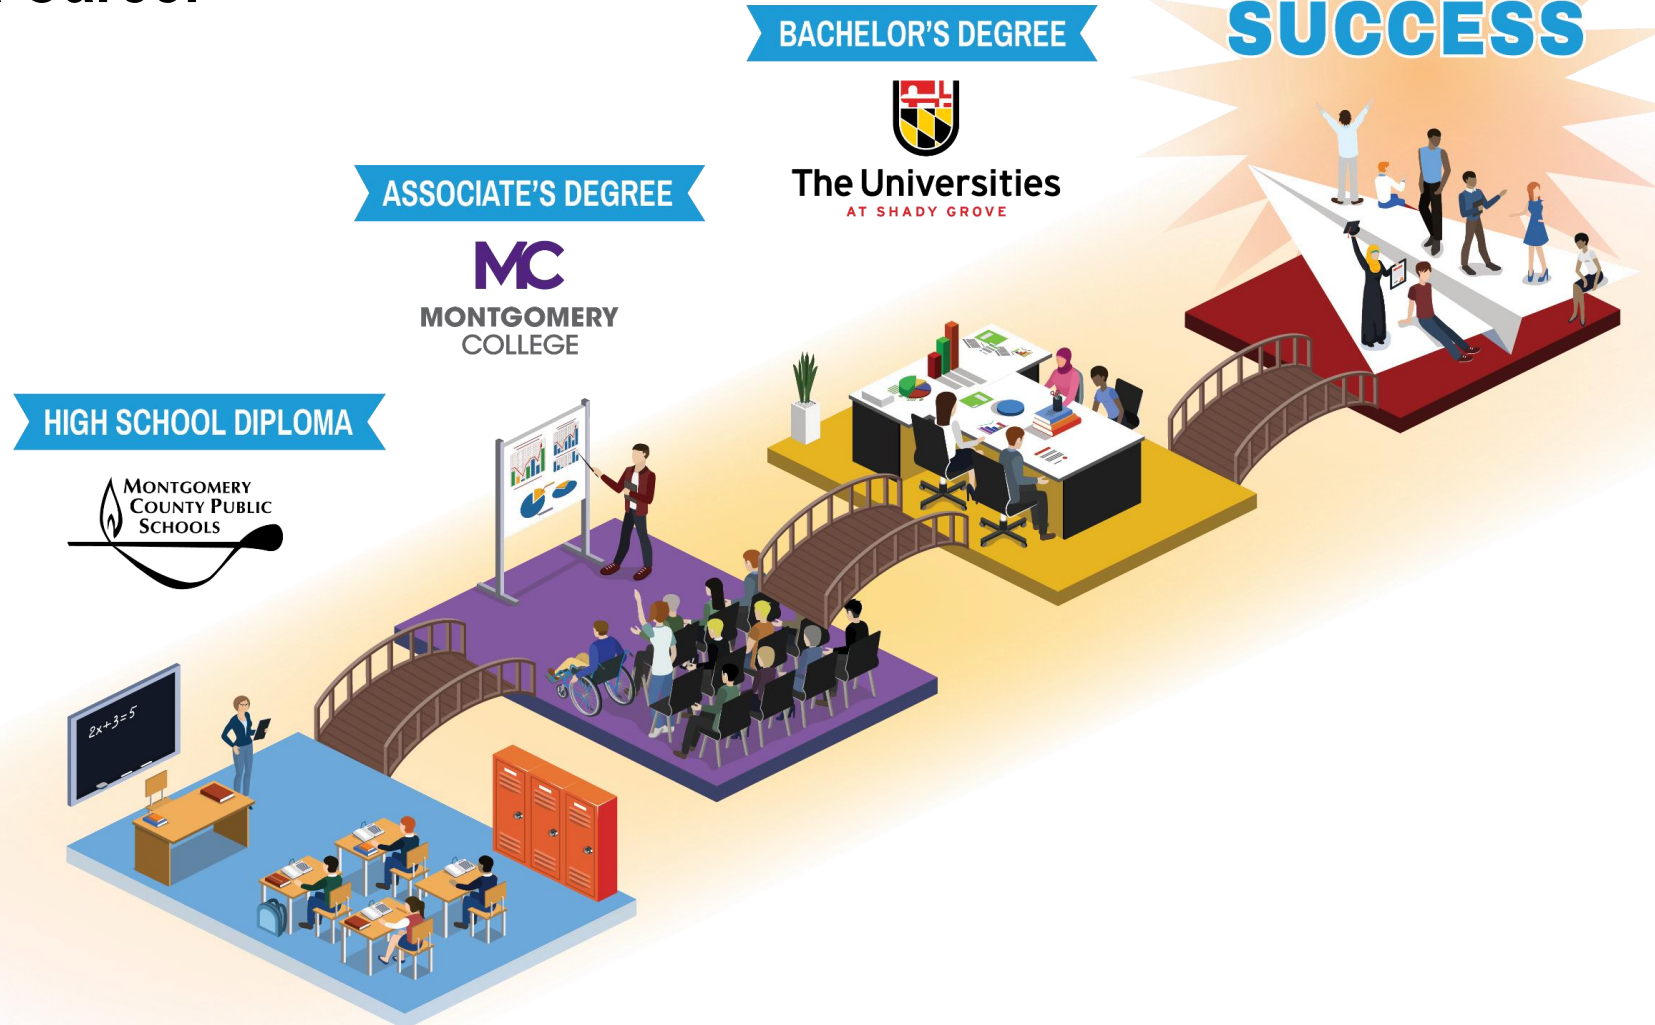 SUCCESS
BACHELOR'S DEGREE
The Universities
AT SHADY GROVE
ASSOCIATE'S DEGREE
MC
MONTGOMERY
COLLEGE
HIGH SCHOOL DIPLOMA
MONTGOMERY
COUNTY PUBLIC
SCHOOLS
2x+3=5